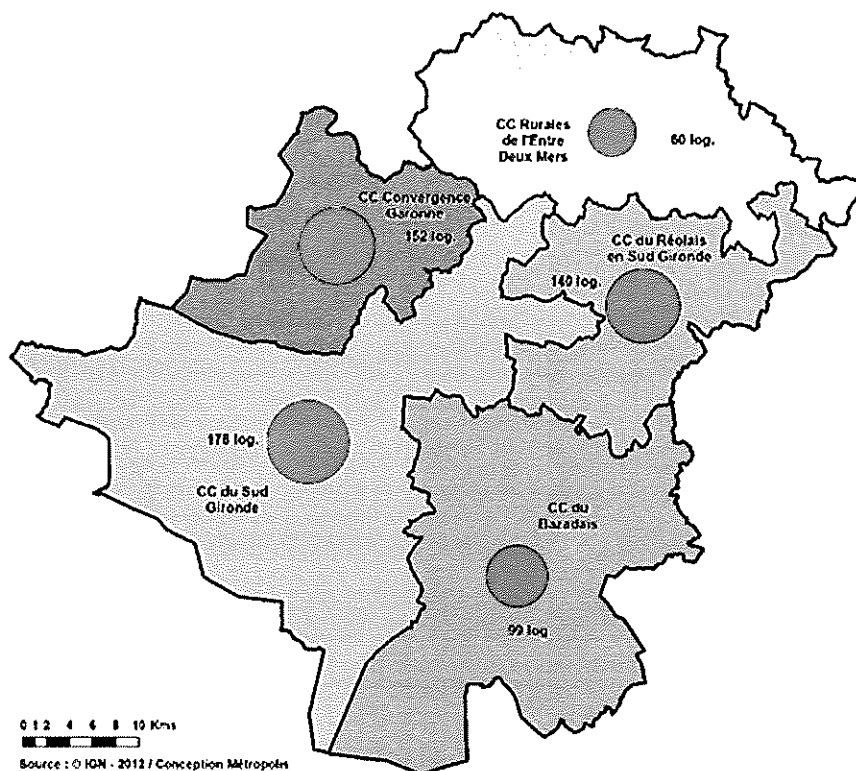 CC Rurales
de l'Entre
Deux Mers
60 log.
CC Convergence
Garonne
152 log.
CC du Réolais
en Sud Gironde
140 log.
178 log.
CC du Sud
Gironde
CC du
Bazadais
99 log
0 1 2 4 6 8 10 Kms
Source : © IGN - 2012 / Conception Métropolis